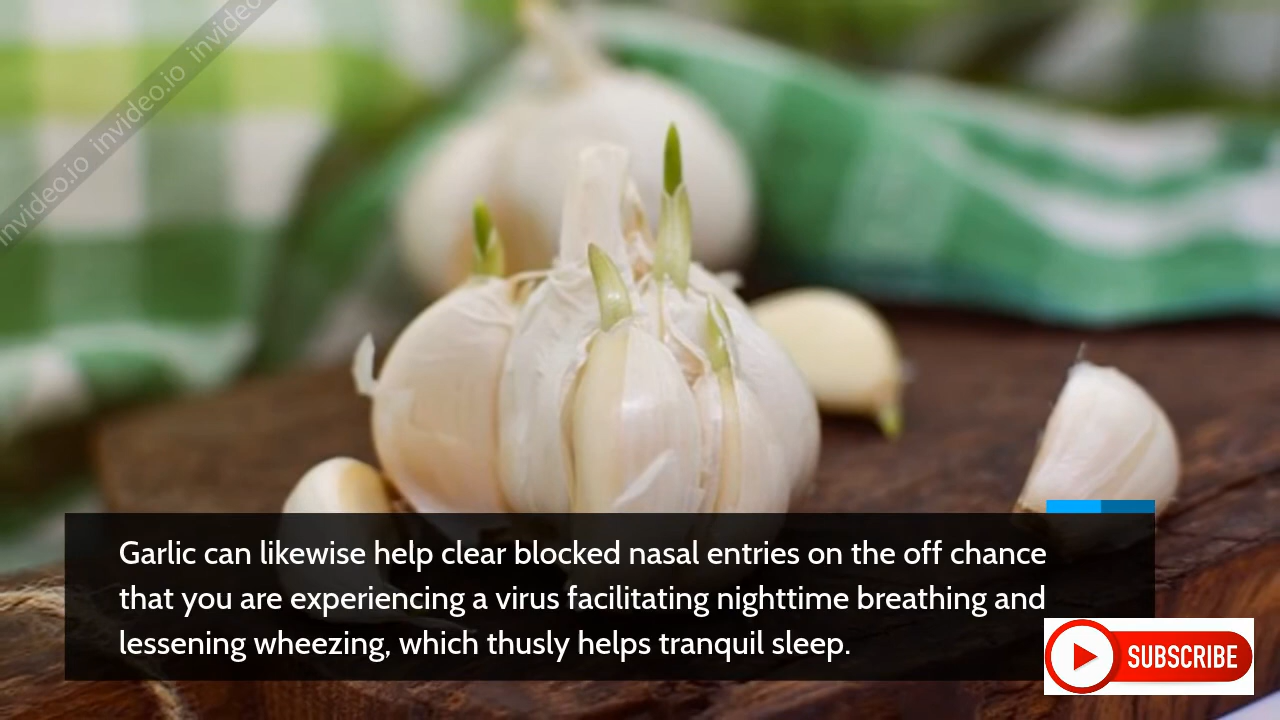 invideo.io invideo.io invideo
Garlic can likewise help clear blocked nasal entries on the off chance
that you are experiencing a virus facilitating nighttime breathing and
lessening wheezing, which thusly helps tranquil sleep.
SUBSCRIBE